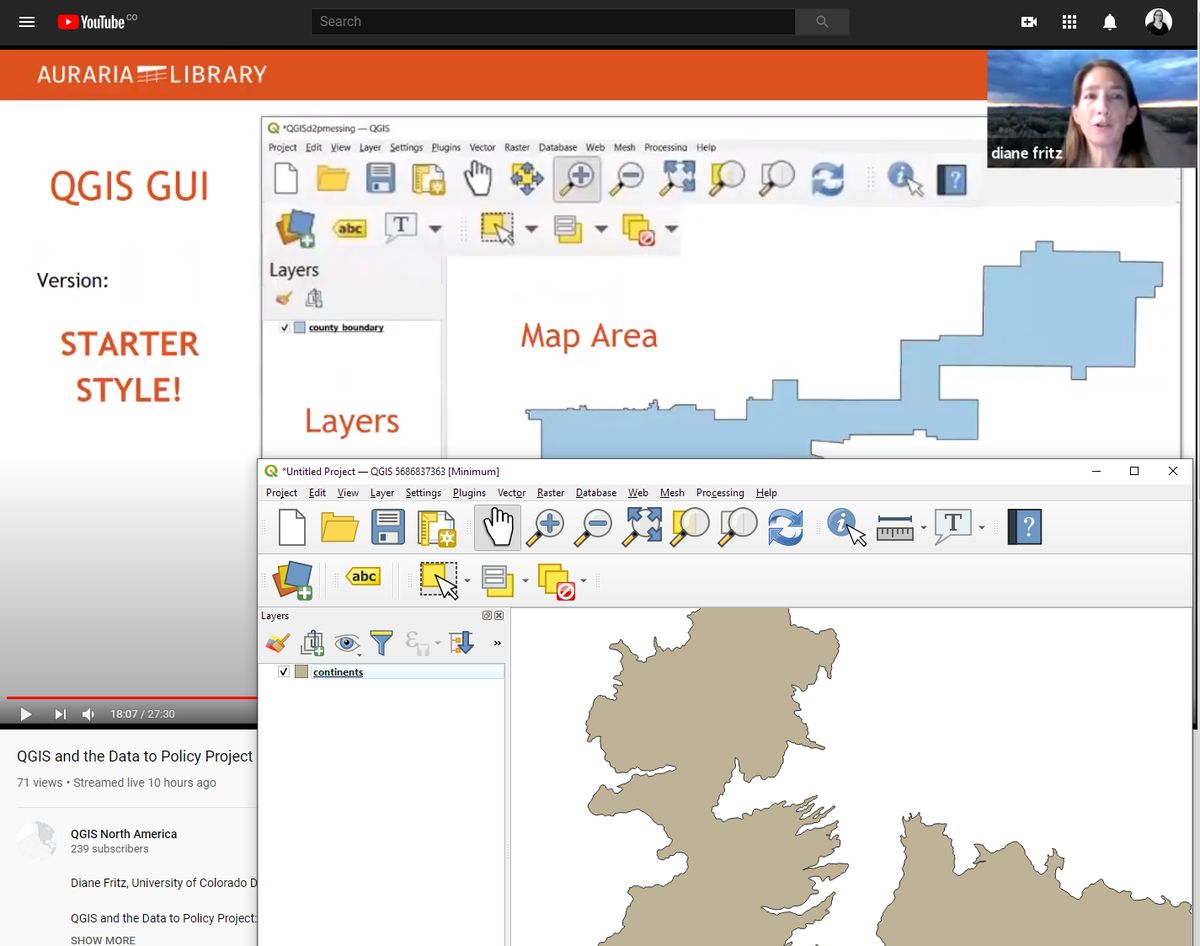 YouTube CO
Search
AURARIA LIBRARY
diane fritz
QGIS GUI
Version:
STARTER
STYLE!
*QGISd2pmessing — QGIS
Project Edit View Layer Settings Plugins Vector Raster Database Web Mesh Processing Help
abc
T
Layers
county boundary
Map Area
Layers
*Untitled Project — QGIS 5686837363 [Minimum]
Project Edit View Layer Settings Plugins Vector Raster Database Web Mesh Processing Help
T
abc
Layers
continents
18:07 / 27:30
QGIS and the Data to Policy Project
71 views • Streamed live 10 hours ago
QGIS North America
239 subscribers
Diane Fritz, University of Colorado D
QGIS and the Data to Policy Project:
SHOW MORE